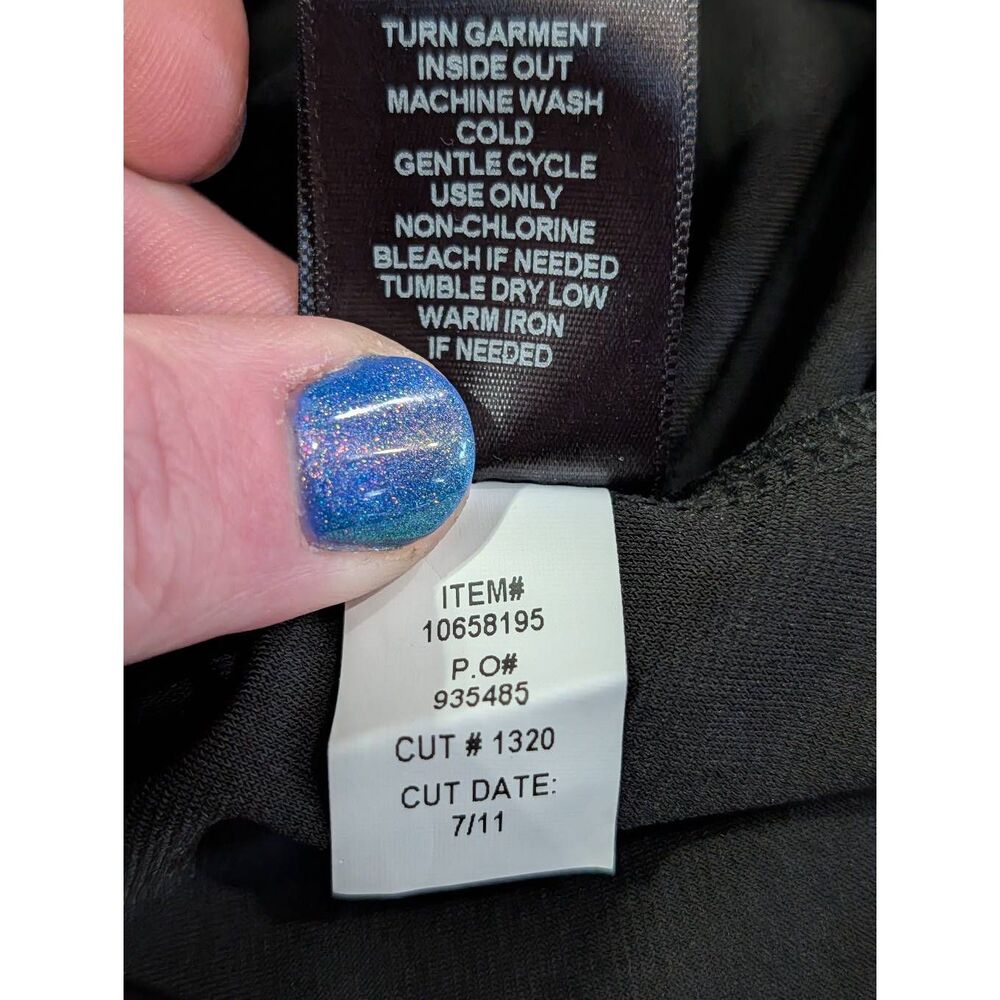 TURN GARMENT
INSIDE OUT
MACHINE WASH
COLD
GENTLE CYCLE
USE ONLY
NON-CHLORINE
BLEACH IF NEEDED
TUMBLE DRY LOW
WARM IRON
IF NEEDED
ITEM#
10658195
P.O#
935485
CUT # 1320
CUT DATE:
7/11